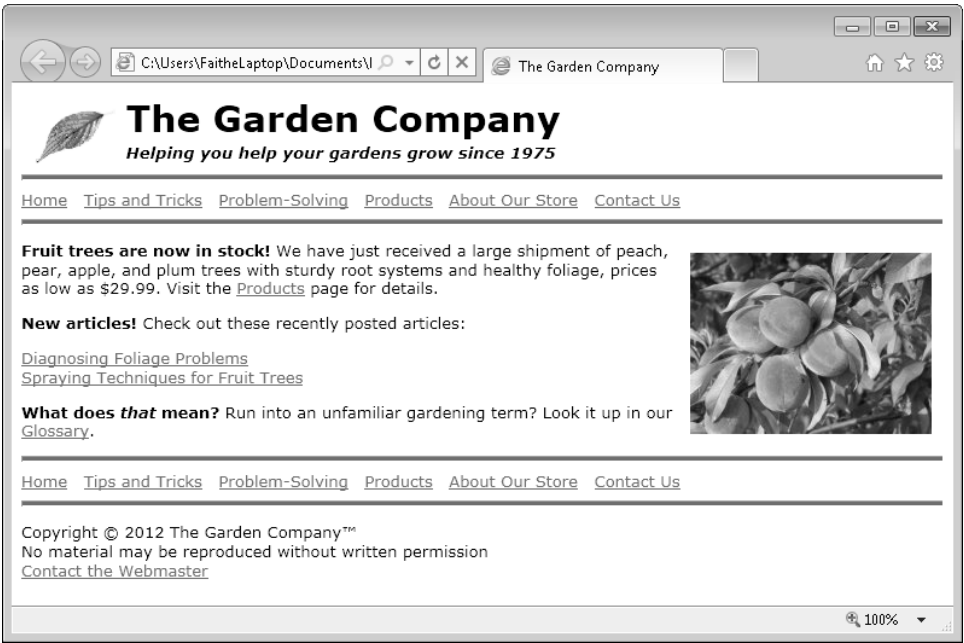 C:\Users\FaitheLaptop\Documents\I
The Garden Company
The Garden Company
Helping you help your gardens grow since 1975
Home Tips and Tricks Problem-Solving Products About Our Store Contact Us
Fruit trees are now in stock! We have just received a large shipment of peach,
pear, apple, and plum trees with sturdy root systems and healthy foliage, prices
as low as $29.99. Visit the Products page for details.
New articles! Check out these recently posted articles:
Diagnosing Foliage Problems
Spraying Techniques for Fruit Trees
What does that mean? Run into an unfamiliar gardening term? Look it up in our
Glossary.
Home Tips and Tricks Problem-Solving Products About Our Store Contact Us
Copyright © 2012 The Garden Company™
No material may be reproduced without written permission
Contact the Webmaster
100%